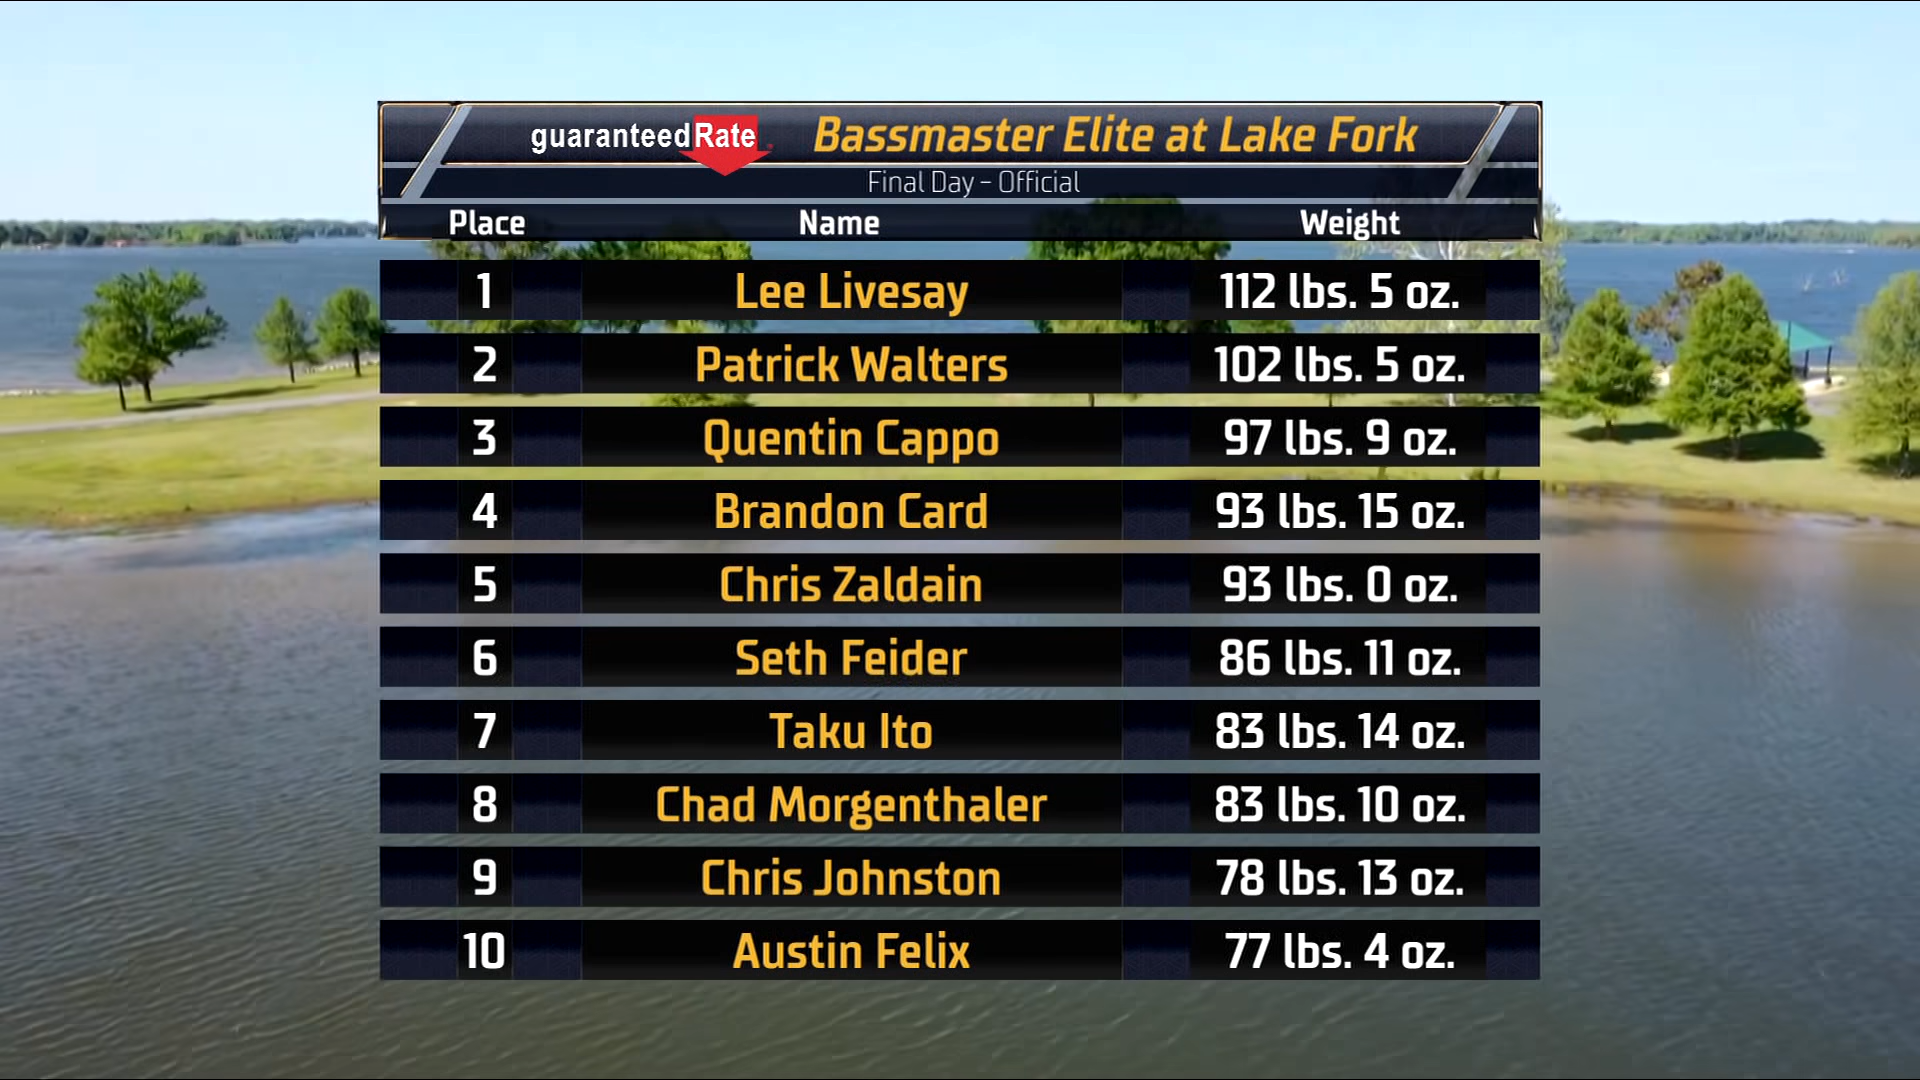 guaranteedRate Bassmaster Elite at Lake Fork
Final Day - Official
Place Name Weight
1 Lee Livesay 112 lbs. 5 oz.
2 Patrick Walters 102 lbs. 5 oz.
3 Quentin Cappo 97 lbs. 9 oz.
4 Brandon Card 93 lbs. 15 oz.
5 Chris Zaldain 93 lbs. 0 oz.
6 Seth Feider 86 lbs. 11 oz.
7 Taku Ito 83 lbs. 14 oz.
8 Chad Morgenthaler 83 lbs. 10 oz.
9 Chris Johnston 78 lbs. 13 oz.
10 Austin Felix 77 lbs. 4 oz.